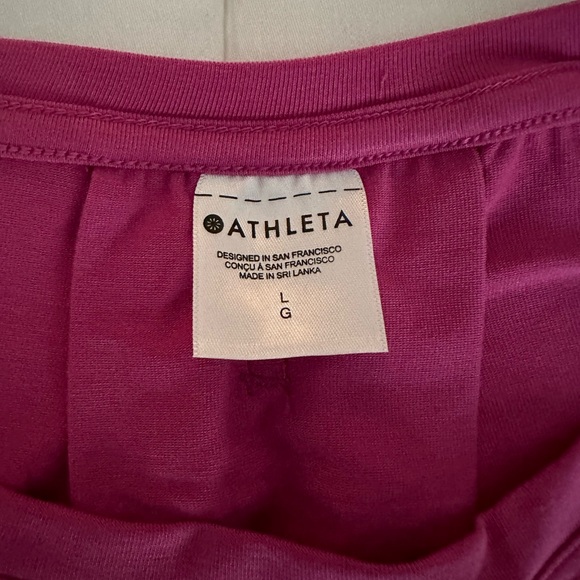 ATHLETA
DESIGNED IN SAN FRANCISCO
CONÇU À SAN FRANCISCO
MADE IN SRI LANKA
L
G